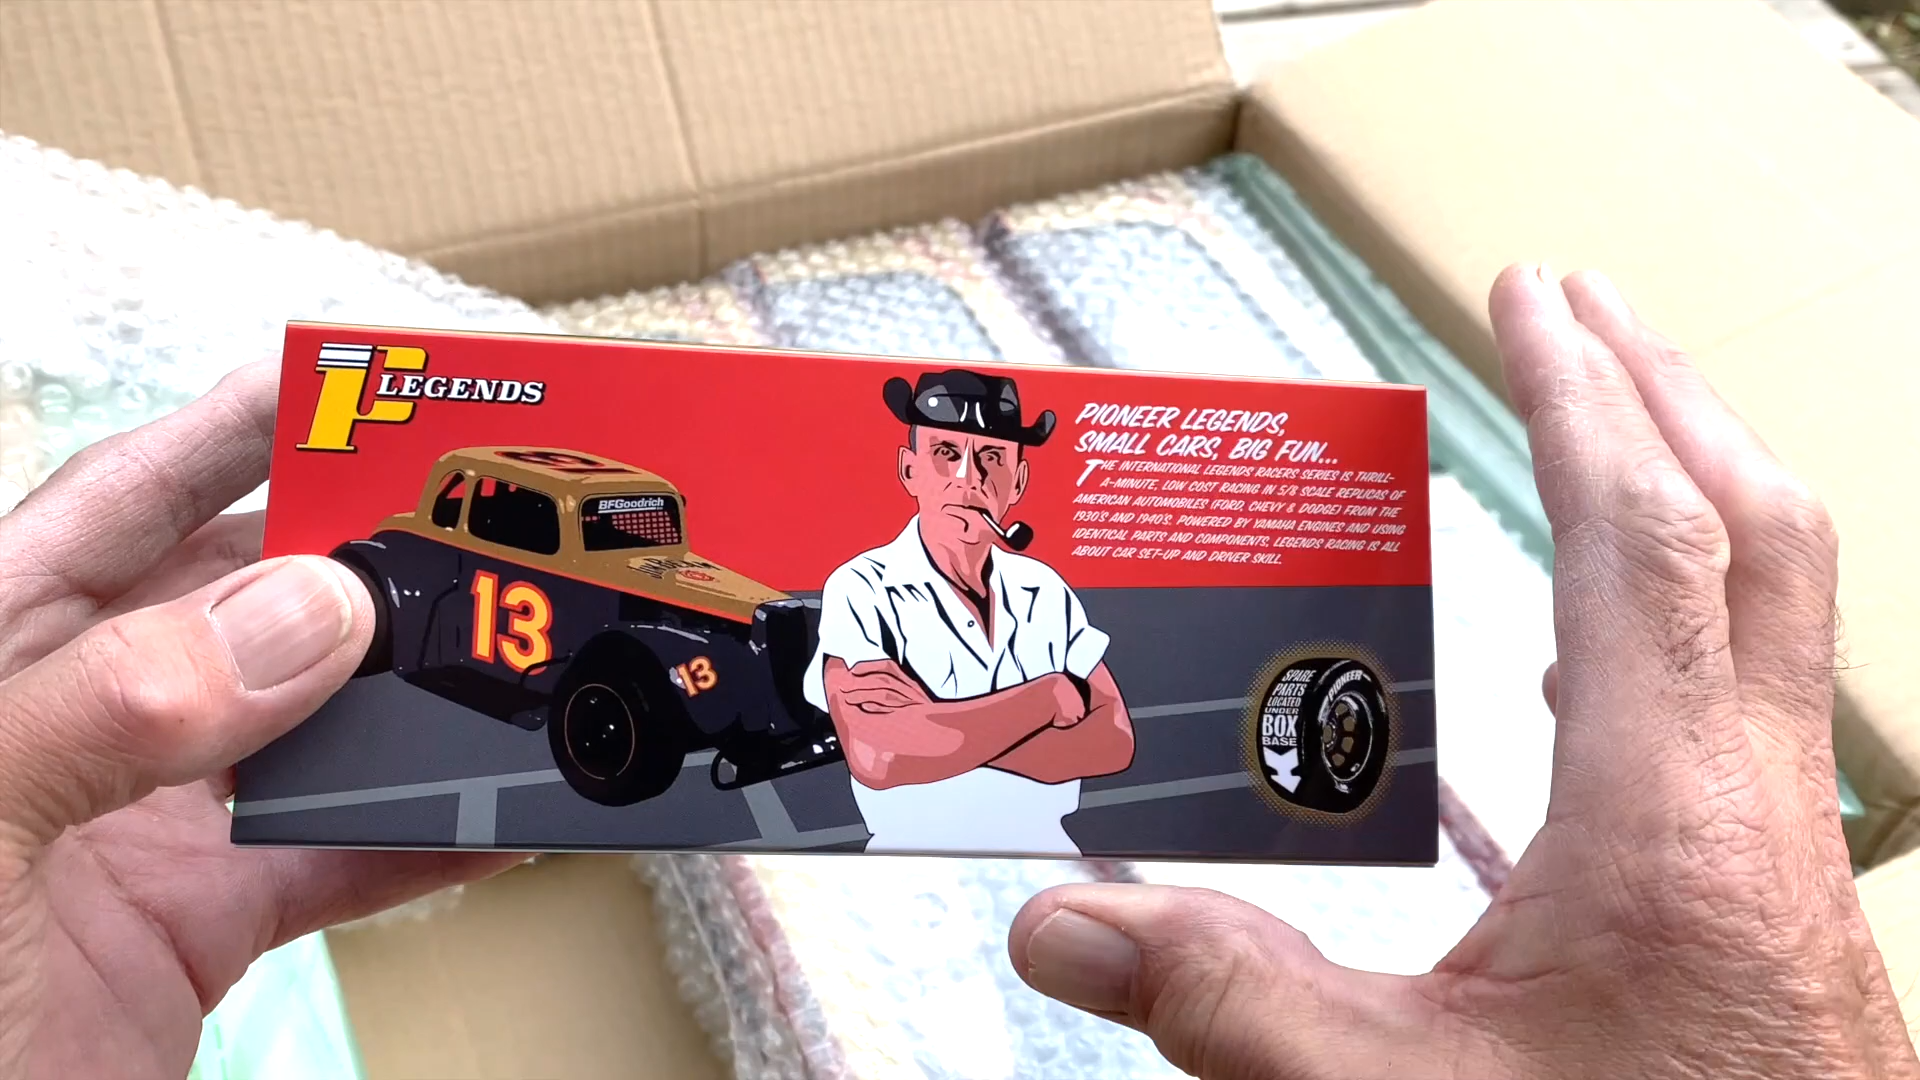 LEGENDS
PIONEER LEGENDS,
SMALL CARS, BIG FUN...
THE INTERNATIONAL LEGENDS RACERS SERIES IS THRILL-
A-MINUTE, LOW COST RACING IN 5/8 SCALE REPLICAS OF
AMERICAN AUTOMOBILES (FORD, CHEVY & DODGE) FROM THE
1930'S AND 1940'S. POWERED BY YAMAHA ENGINES AND USING
IDENTICAL PARTS AND COMPONENTS, LEGENDS RACING IS ALL
ABOUT CAR SET-UP AND DRIVER SKILL.
BFGoodrich
13
13
SPARE
PARTS
LOCATED
UNDER
BOX
BASE
PIONEER